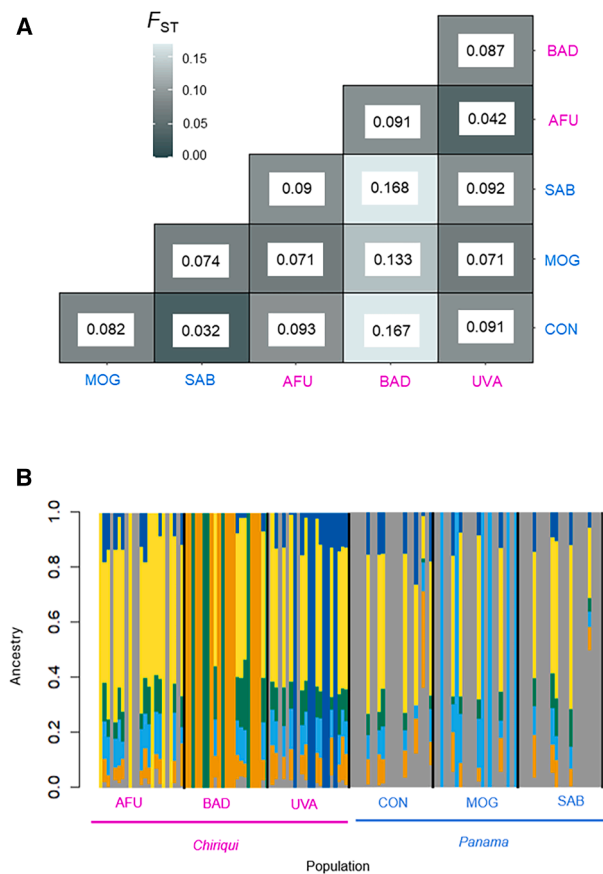 A
FST
0.15
0.10
0.05
0.00
0.087 BAD
0.091 0.042 AFU
0.09 0.168 0.092 SAB
0.074 0.071 0.133 0.071 MOG
0.082 0.032 0.093 0.167 0.091 CON
MOG SAB AFU BAD UVA
B
1.0
0.8
0.6
0.4
0.2
0.0
Ancestry
AFU BAD UVA CON MOG SAB
Chiriqui Panama
Population